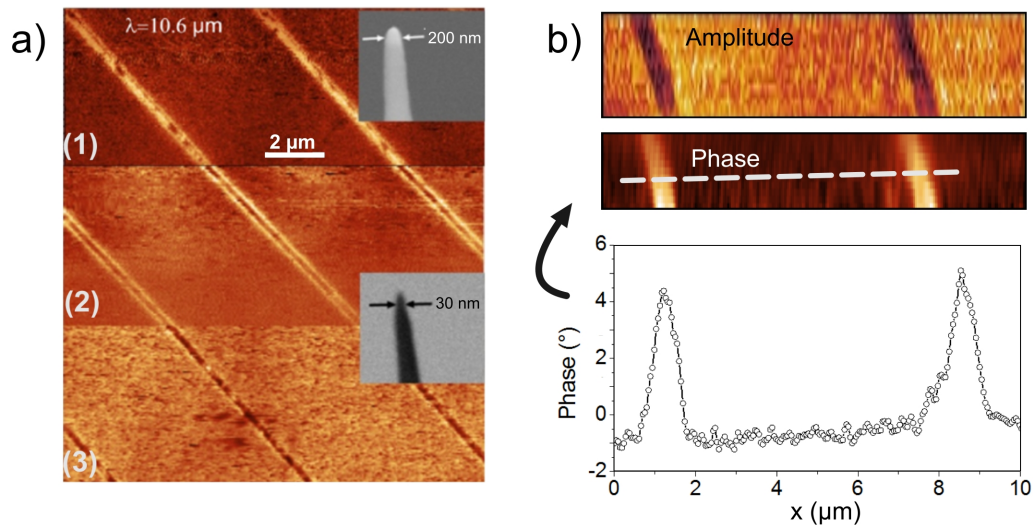 a)
λ=10.6 µm
200 nm
(1)
2 µm
(2)
30 nm
(3)
b)
Amplitude
Phase
6
4
2
0
-2
Phase (°)
0 2 4 6 8 10
x (µm)